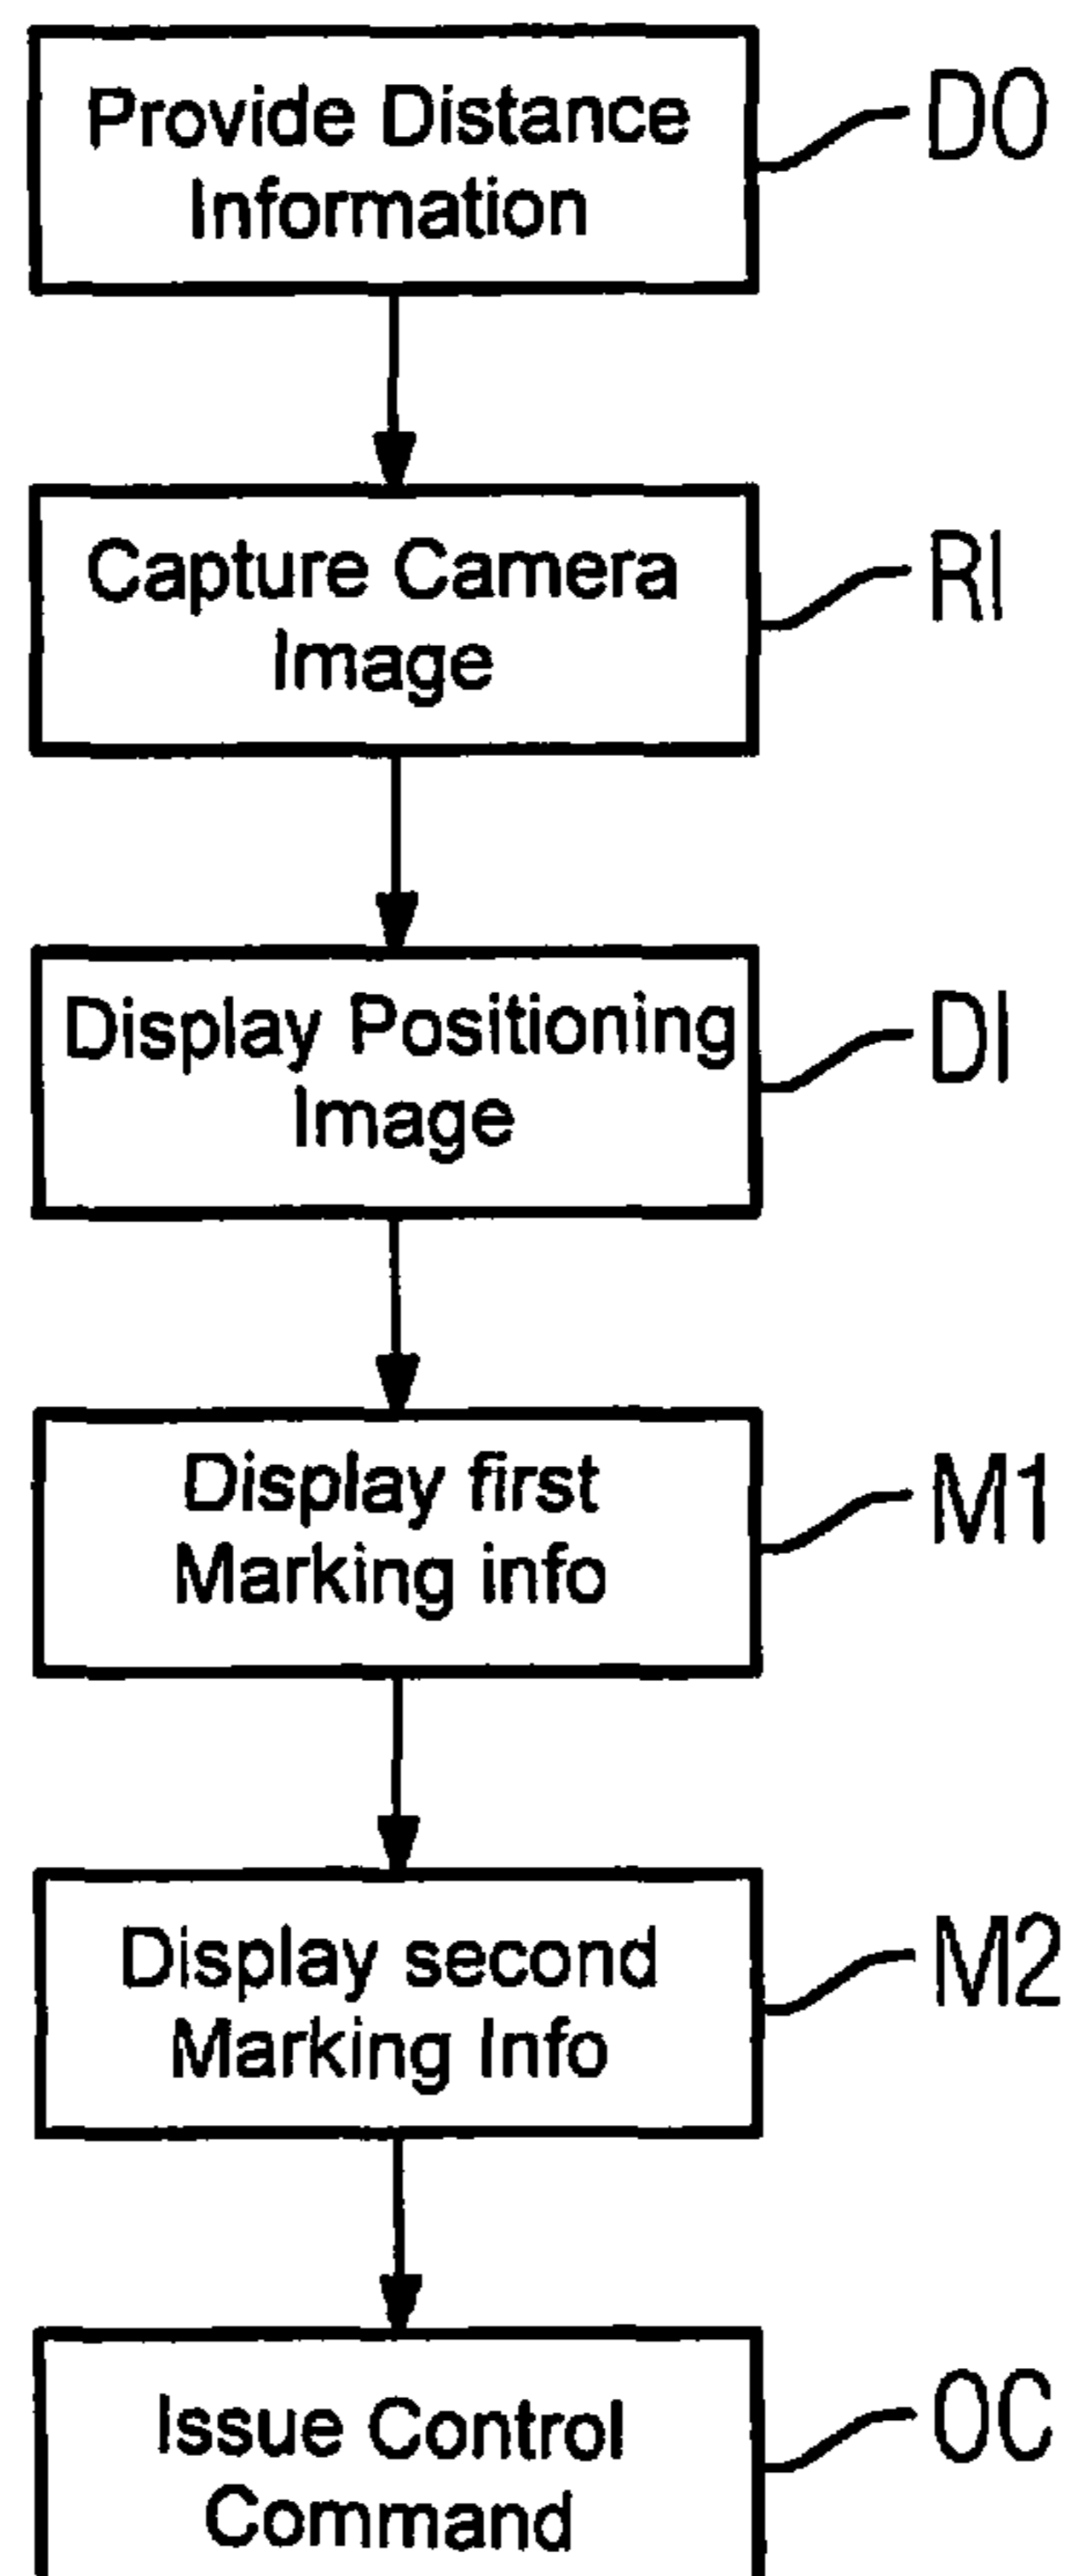 Provide Distance
Information
DO
Capture Camera
Image
RI
Display Positioning
Image
DI
Display first
Marking info
M1
Display second
Marking Info
M2
Issue Control
Command
OC